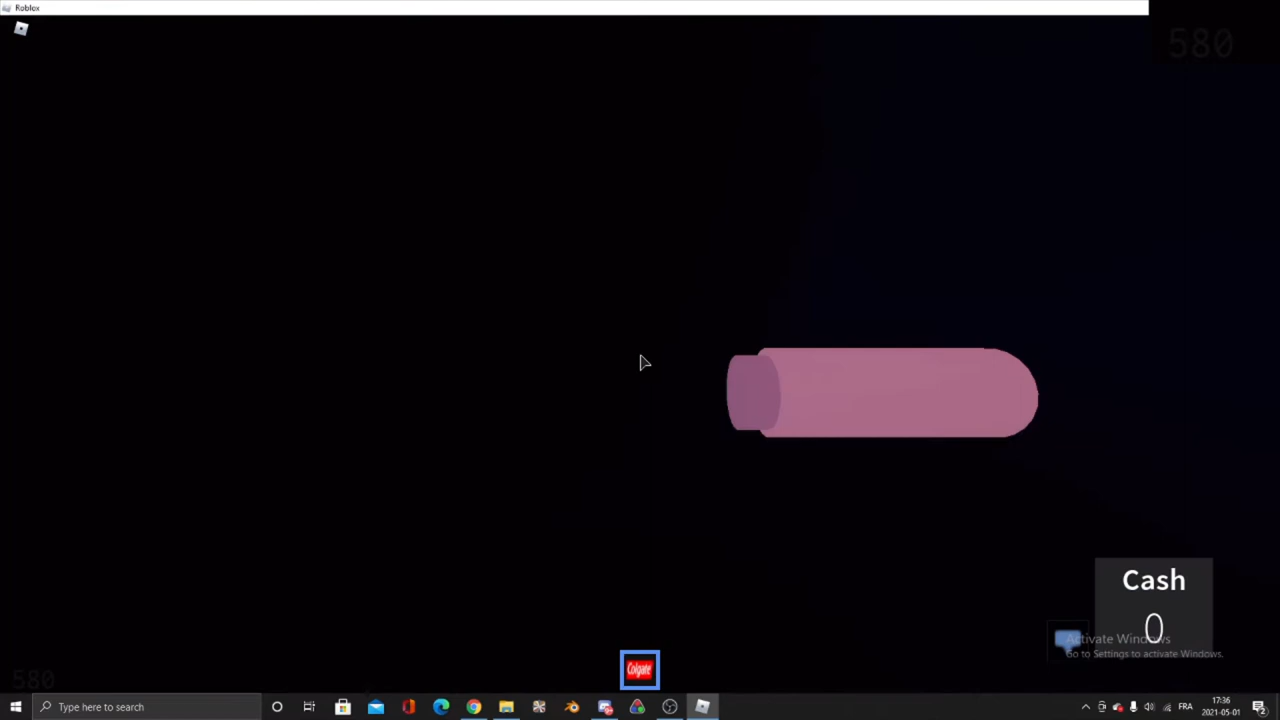 Roblox
580
Cash
0
Activate Windows
Go to Settings to activate Windows.
Colgate
580
Type here to search
FRA
17:36
2021-05-01
2